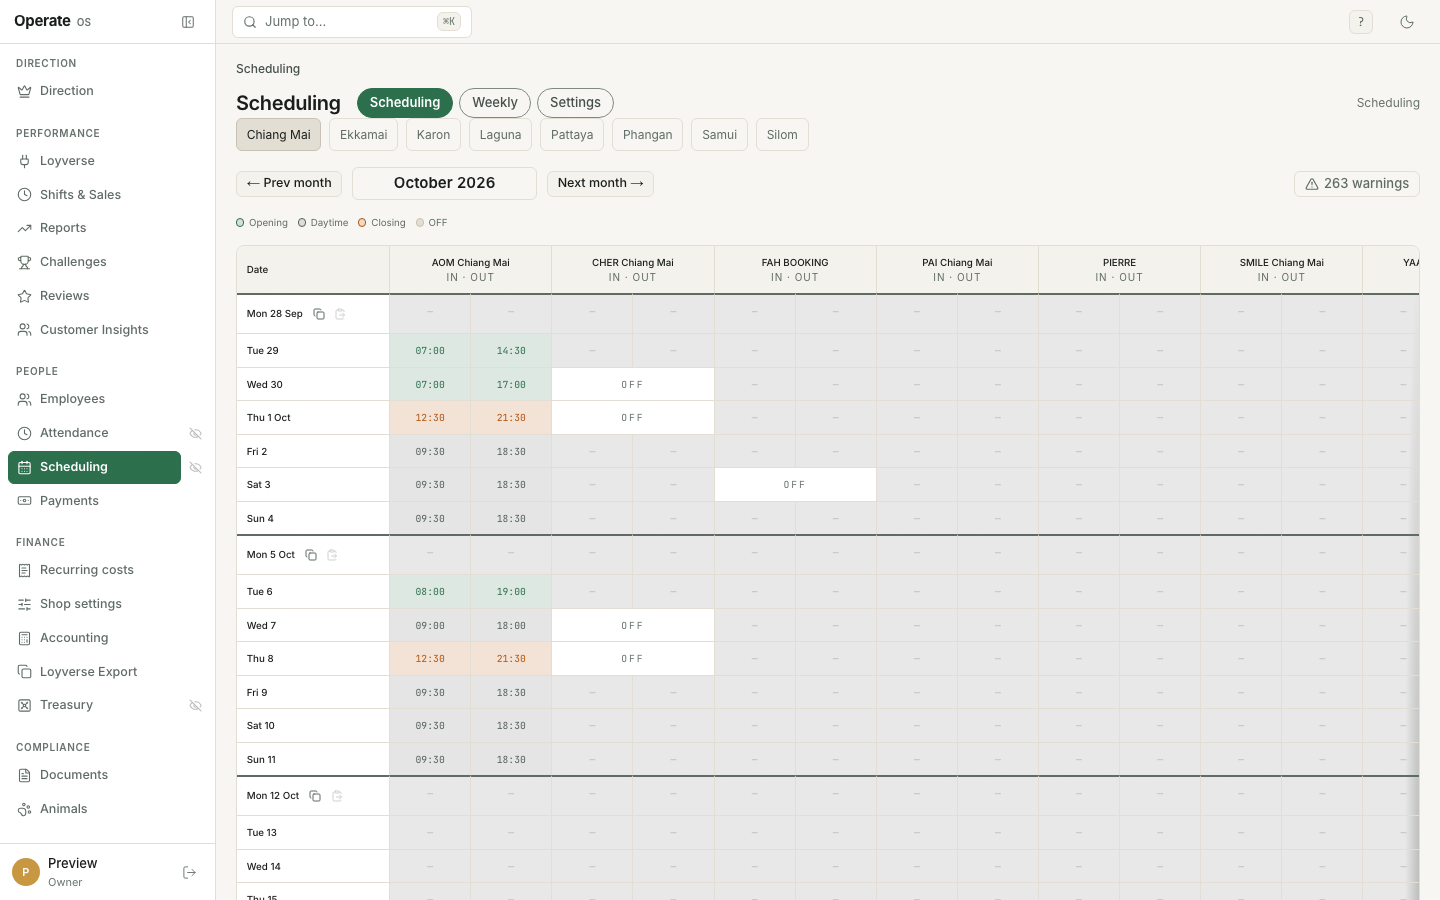 Operate os
Jump to...
⌘K
?
DIRECTION
Direction
PERFORMANCE
Loyverse
Shifts & Sales
Reports
Challenges
Reviews
Customer Insights
PEOPLE
Employees
Attendance
Scheduling
Payments
FINANCE
Recurring costs
Shop settings
Accounting
Loyverse Export
Treasury
COMPLIANCE
Documents
Animals
P
Preview
Owner
Scheduling
Scheduling
Scheduling Weekly Settings
Scheduling
Chiang Mai Ekkamai Karon Laguna Pattaya Phangan Samui Silom
← Prev month October 2026 Next month →
263 warnings
Opening Daytime Closing OFF
Date
AOM Chiang Mai CHER Chiang Mai FAH BOOKING PAI Chiang Mai PIERRE SMILE Chiang Mai
IN · OUT IN · OUT IN · OUT IN · OUT IN · OUT IN · OUT
Mon 28 Sep – – – – – – – – – – – –
Tue 29 07:00 14:30 – – – – – – – – – –
Wed 30 07:00 17:00 OFF – – – – – – – –
Thu 1 Oct 12:30 21:30 OFF – – – – – – – –
Fri 2 09:30 18:30 – – – – – – – – – –
Sat 3 09:30 18:30 – – OFF – – – – – –
Sun 4 09:30 18:30 – – – – – – – – – –
Mon 5 Oct – – – – – – – – – – – –
Tue 6 08:00 19:00 – – – – – – – – – –
Wed 7 09:00 18:00 OFF – – – – – – – –
Thu 8 12:30 21:30 OFF – – – – – – – –
Fri 9 09:30 18:30 – – – – – – – – – –
Sat 10 09:30 18:30 – – – – – – – – – –
Sun 11 09:30 18:30 – – – – – – – – – –
Mon 12 Oct – – – – – – – – – – – –
Tue 13 – – – – – – – – – – – –
Wed 14 – – – – – – – – – – – –
Thu 15